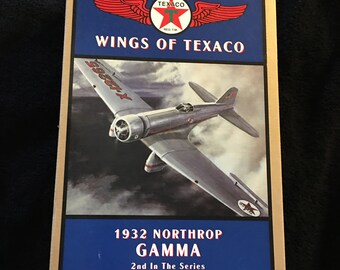 TEXACO
WINGS OF TEXACO
1932 NORTHROP
GAMMA
2nd In The Series